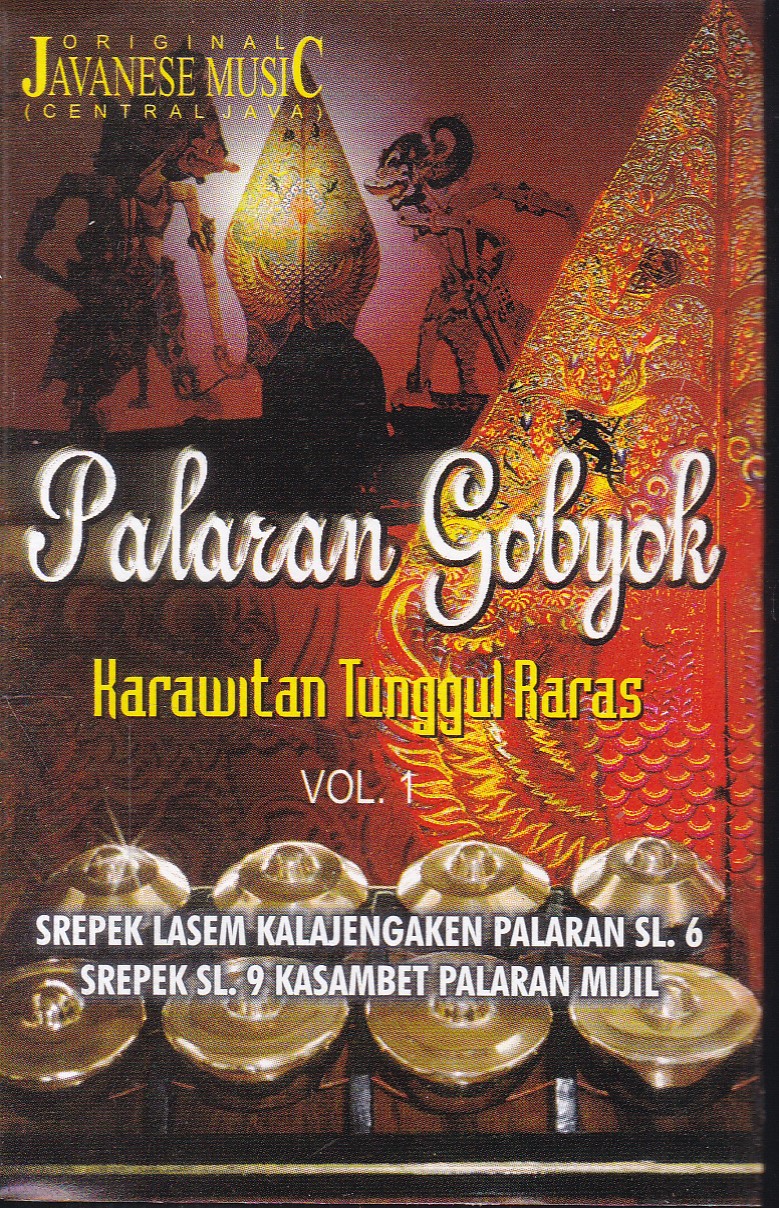 ORIGINAL
JAVANESE MUSIC
(CENTRAL JAVA)
Palaran Gobyok
Karawitan Tunggul Raras
VOL. 1
SREPEK LASEM KALAJENGAKEN PALARAN SL. 6
SREPEK SL. 9 KASAMBET PALARAN MIJIL